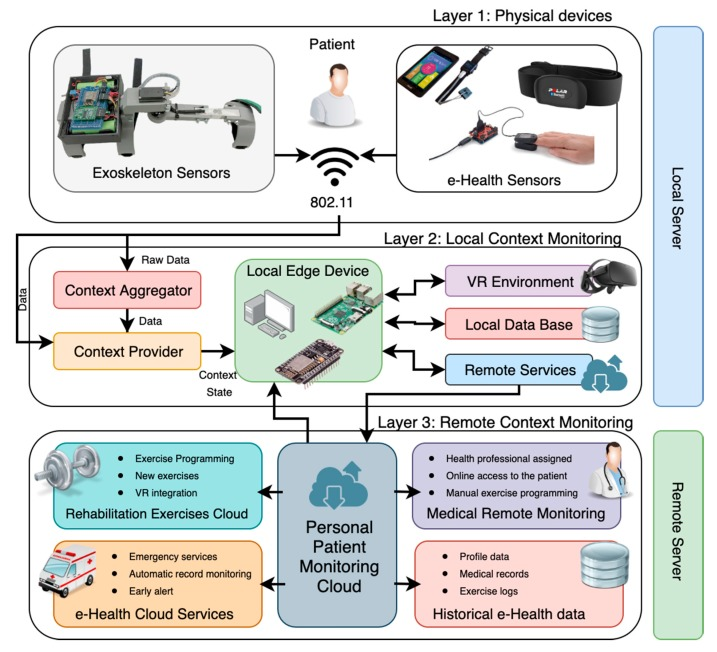 Layer 1: Physical devices
Patient
POLAR
Exoskeleton Sensors
e-Health Sensors
802.11
Local Server
Layer 2: Local Context Monitoring
Raw Data
Data
Context Aggregator
Data
Context Provider
Context
State
Local Edge Device
VR Environment
Local Data Base
Remote Services
Layer 3: Remote Context Monitoring
Exercise Programming
New exercises
VR integration
Rehabilitation Exercises Cloud
Health professional assigned
Online access to the patient
Manual exercise programming
Medical Remote Monitoring
Personal
Patient
Monitoring
Cloud
Emergency services
Automatic record monitoring
Early alert
e-Health Cloud Services
Profile data
Medical records
Exercise logs
Historical e-Health data
Remote Server